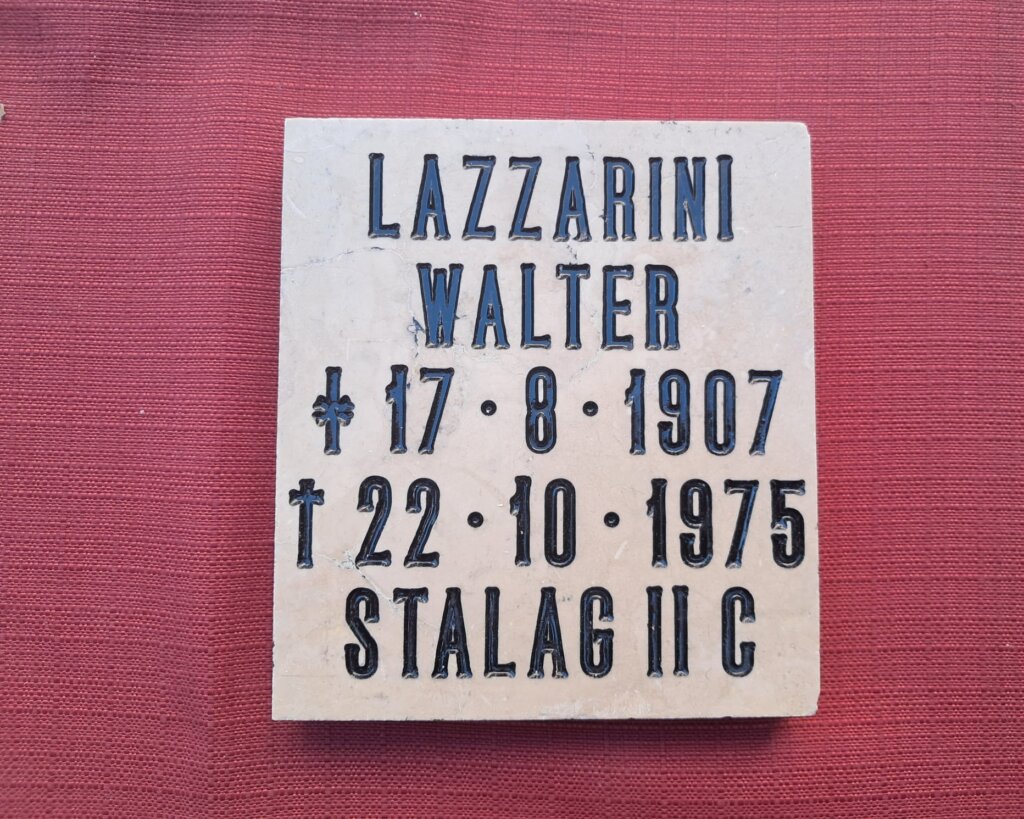 LAZZARINI
WALTER
17 · 8 · 1907
† 22 · 10 · 1975
STALAG II C